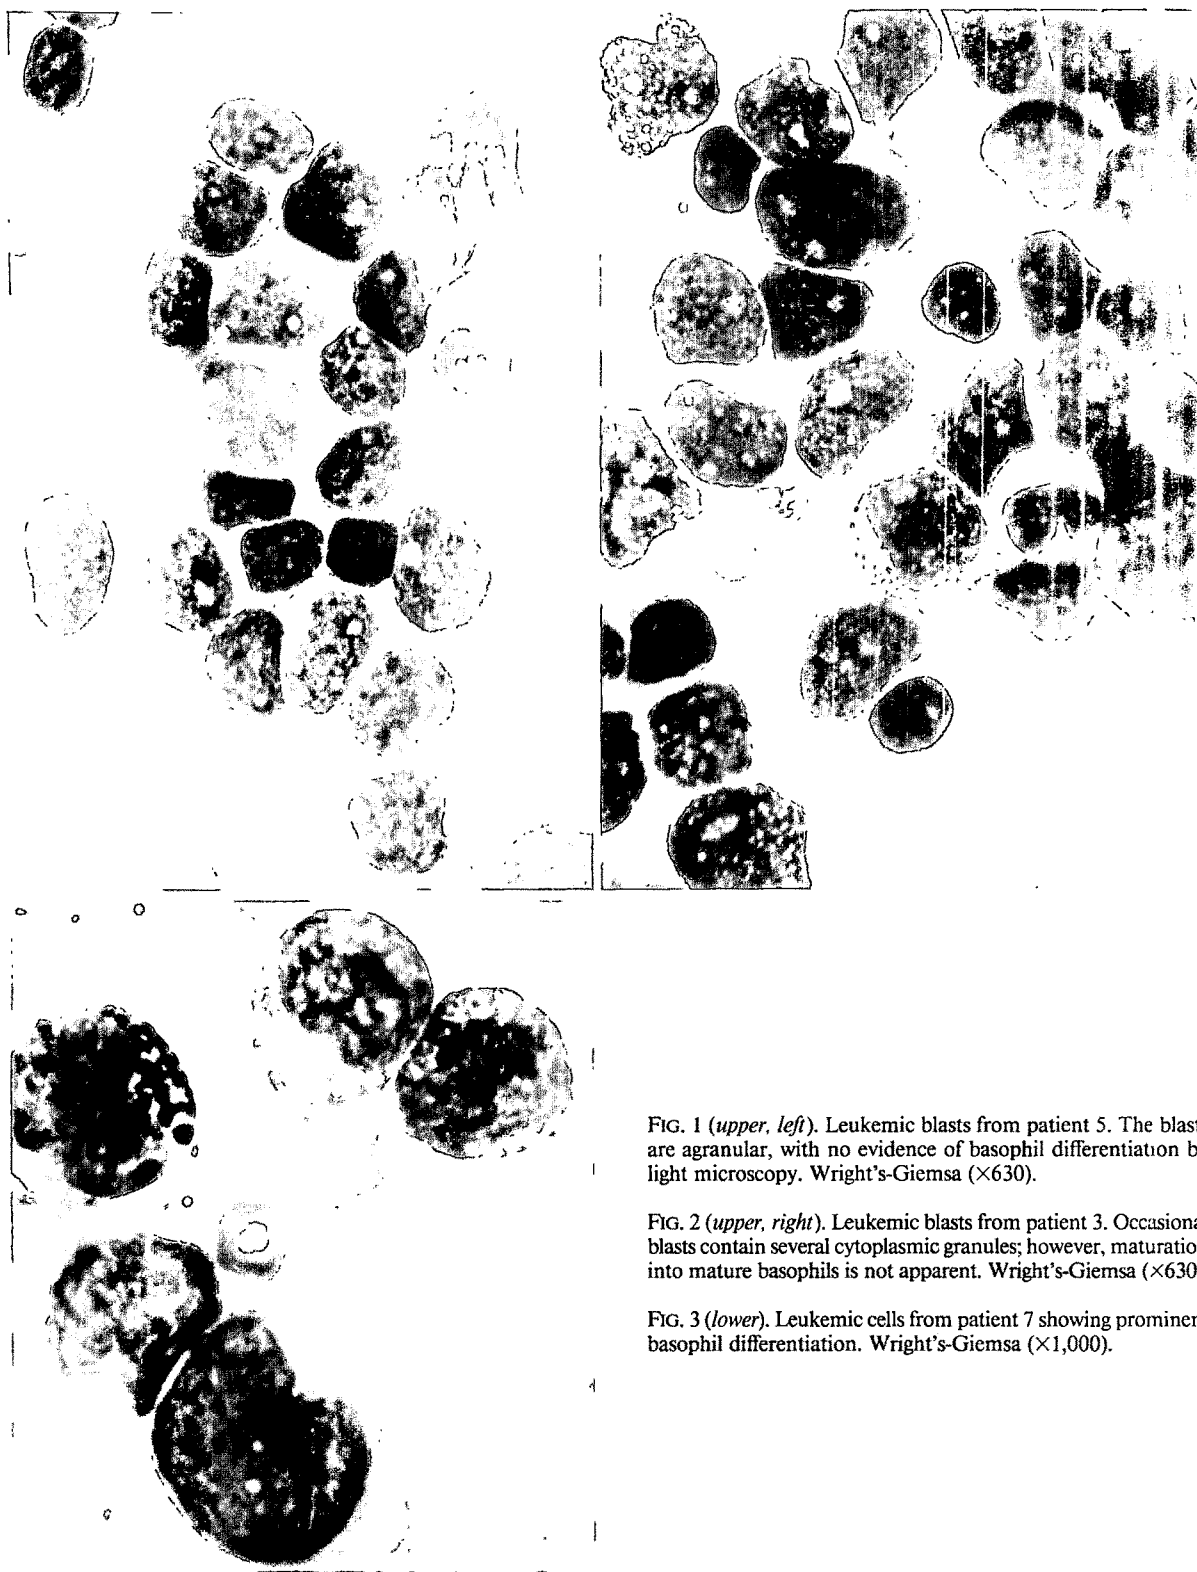 FIG. 1 (upper, left). Leukemic blasts from patient 5. The blast
are agranular, with no evidence of basophil differentiation b
light microscopy. Wright's-Giemsa (×630).
FIG. 2 (upper, right). Leukemic blasts from patient 3. Occasiona
blasts contain several cytoplasmic granules; however, maturatio
into mature basophils is not apparent. Wright's-Giemsa (×630
FIG. 3 (lower). Leukemic cells from patient 7 showing prominen
basophil differentiation. Wright's-Giemsa (×1,000).